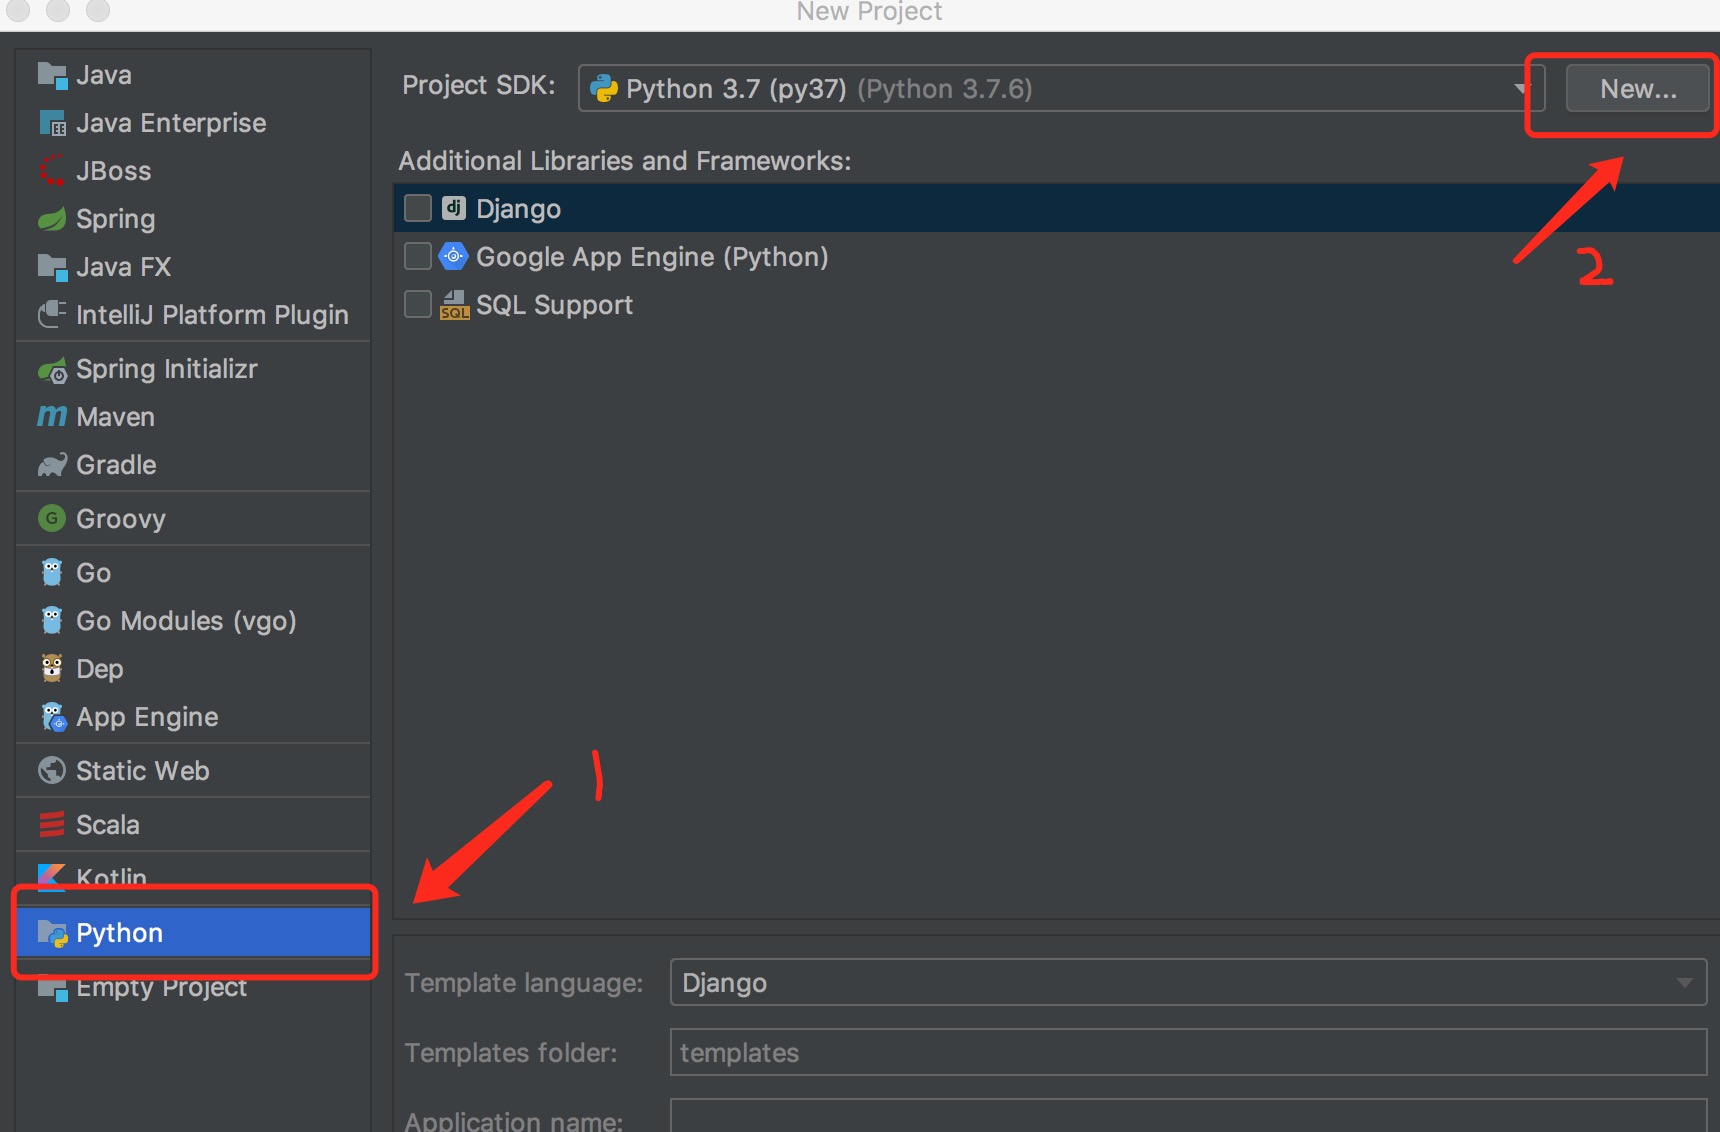 New Project
Java
Java Enterprise
JBoss
Spring
Java FX
IntelliJ Platform Plugin
Spring Initializr
Maven
Gradle
Groovy
Go
Go Modules (vgo)
Dep
App Engine
Static Web
Scala
Kotlin
Python
Empty Project
Project SDK: Python 3.7 (py37) (Python 3.7.6) New...
Additional Libraries and Frameworks:
dj Django
Google App Engine (Python)
SQL SQL Support
2
1
Template language: Django
Templates folder: templates
Application name: